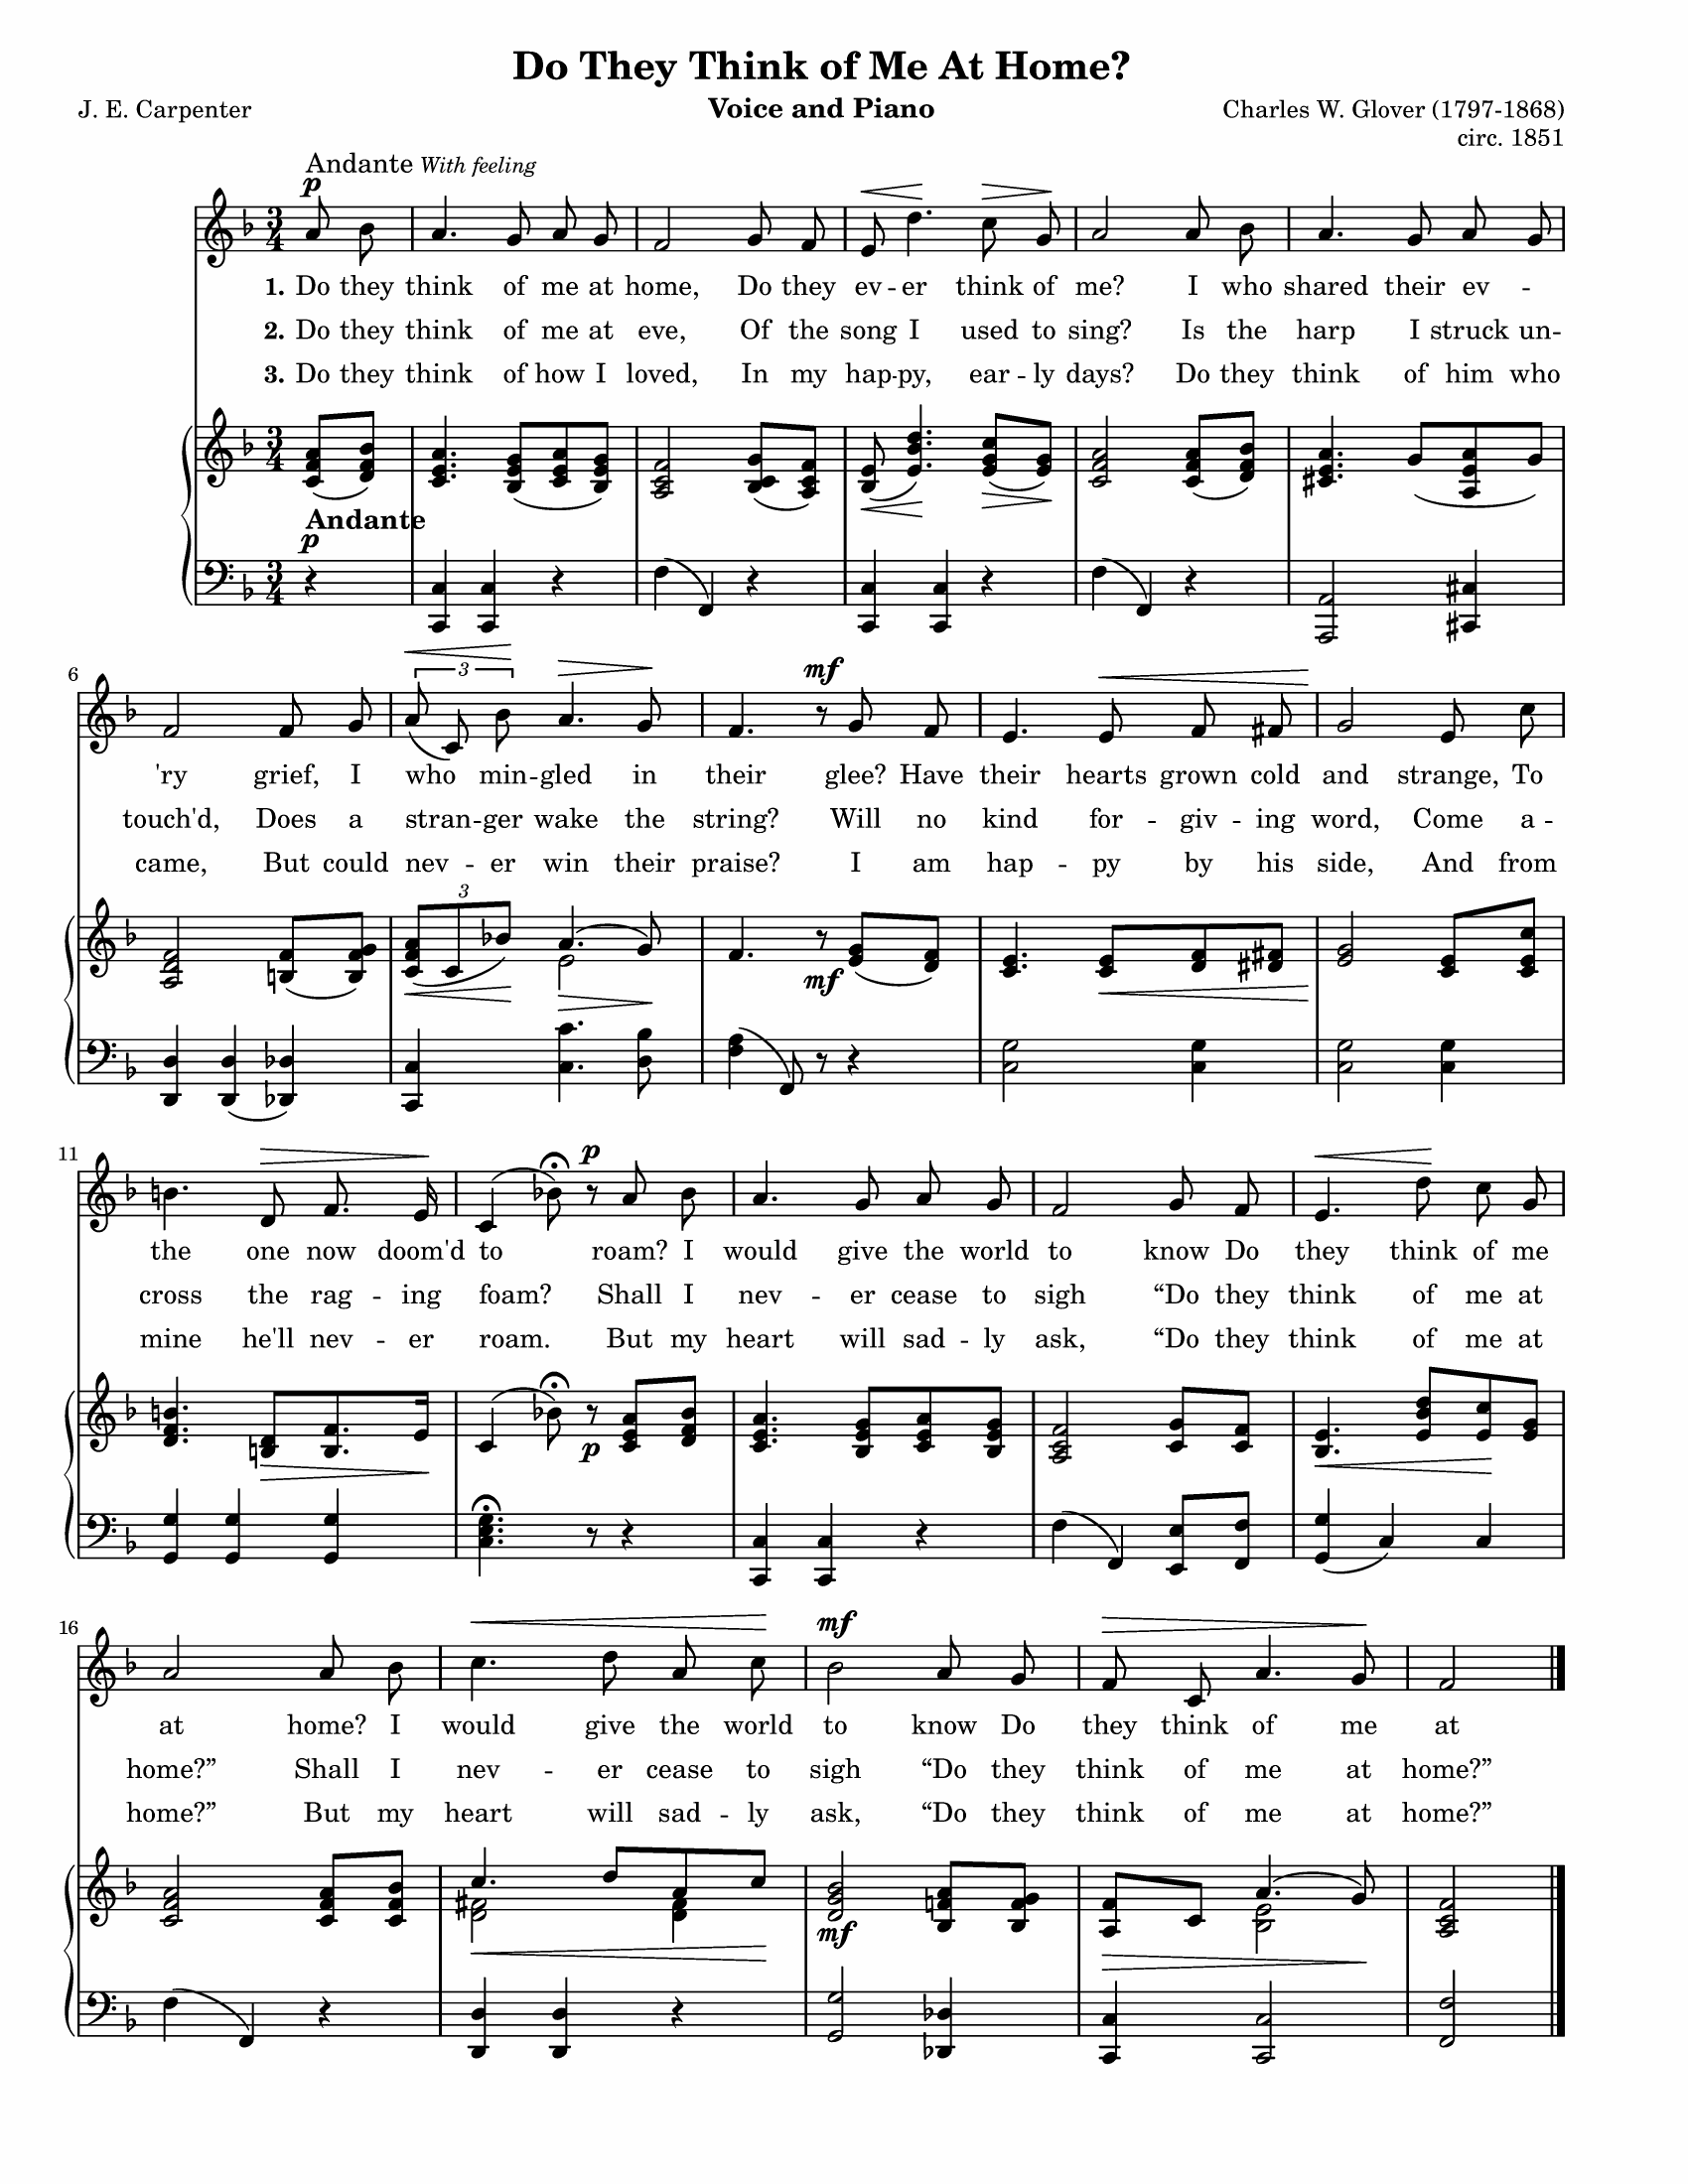 Do They Think of Me At Home?
J. E. Carpenter Voice and Piano Charles W. Glover (1797-1868)
circ. 1851
Andante With feeling
p
3
4
1. Do they think of me at home, Do they ev -- er think of me? I who shared their ev --
2. Do they think of me at eve, Of the song I used to sing? Is the harp I struck un --
3. Do they think of how I loved, In my hap -- py, ear -- ly days? Do they think of him who
3
4
Andante
p
3
4
6
3
mf
'ry grief, I who min -- gled in their glee? Have their hearts grown cold and strange, To
touch'd, Does a stran -- ger wake the string? Will no kind for -- giv -- ing word, Come a --
came, But could nev -- er win their praise? I am hap -- py by his side, And from
3
mf
11
p
the one now doom'd to roam? I would give the world to know Do they think of me
cross the rag -- ing foam? Shall I nev -- er cease to sigh “Do they think of me at
mine he'll nev -- er roam. But my heart will sad -- ly ask, “Do they think of me at
p
16
mf
at home? I would give the world to know Do they think of me at
home?” Shall I nev -- er cease to sigh “Do they think of me at home?”
home?” But my heart will sad -- ly ask, “Do they think of me at home?”
mf